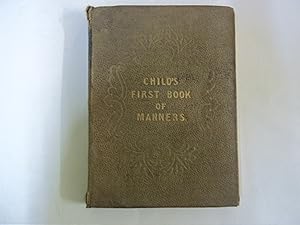 CHILD'S
FIRST BOOK
OF
MANNERS.